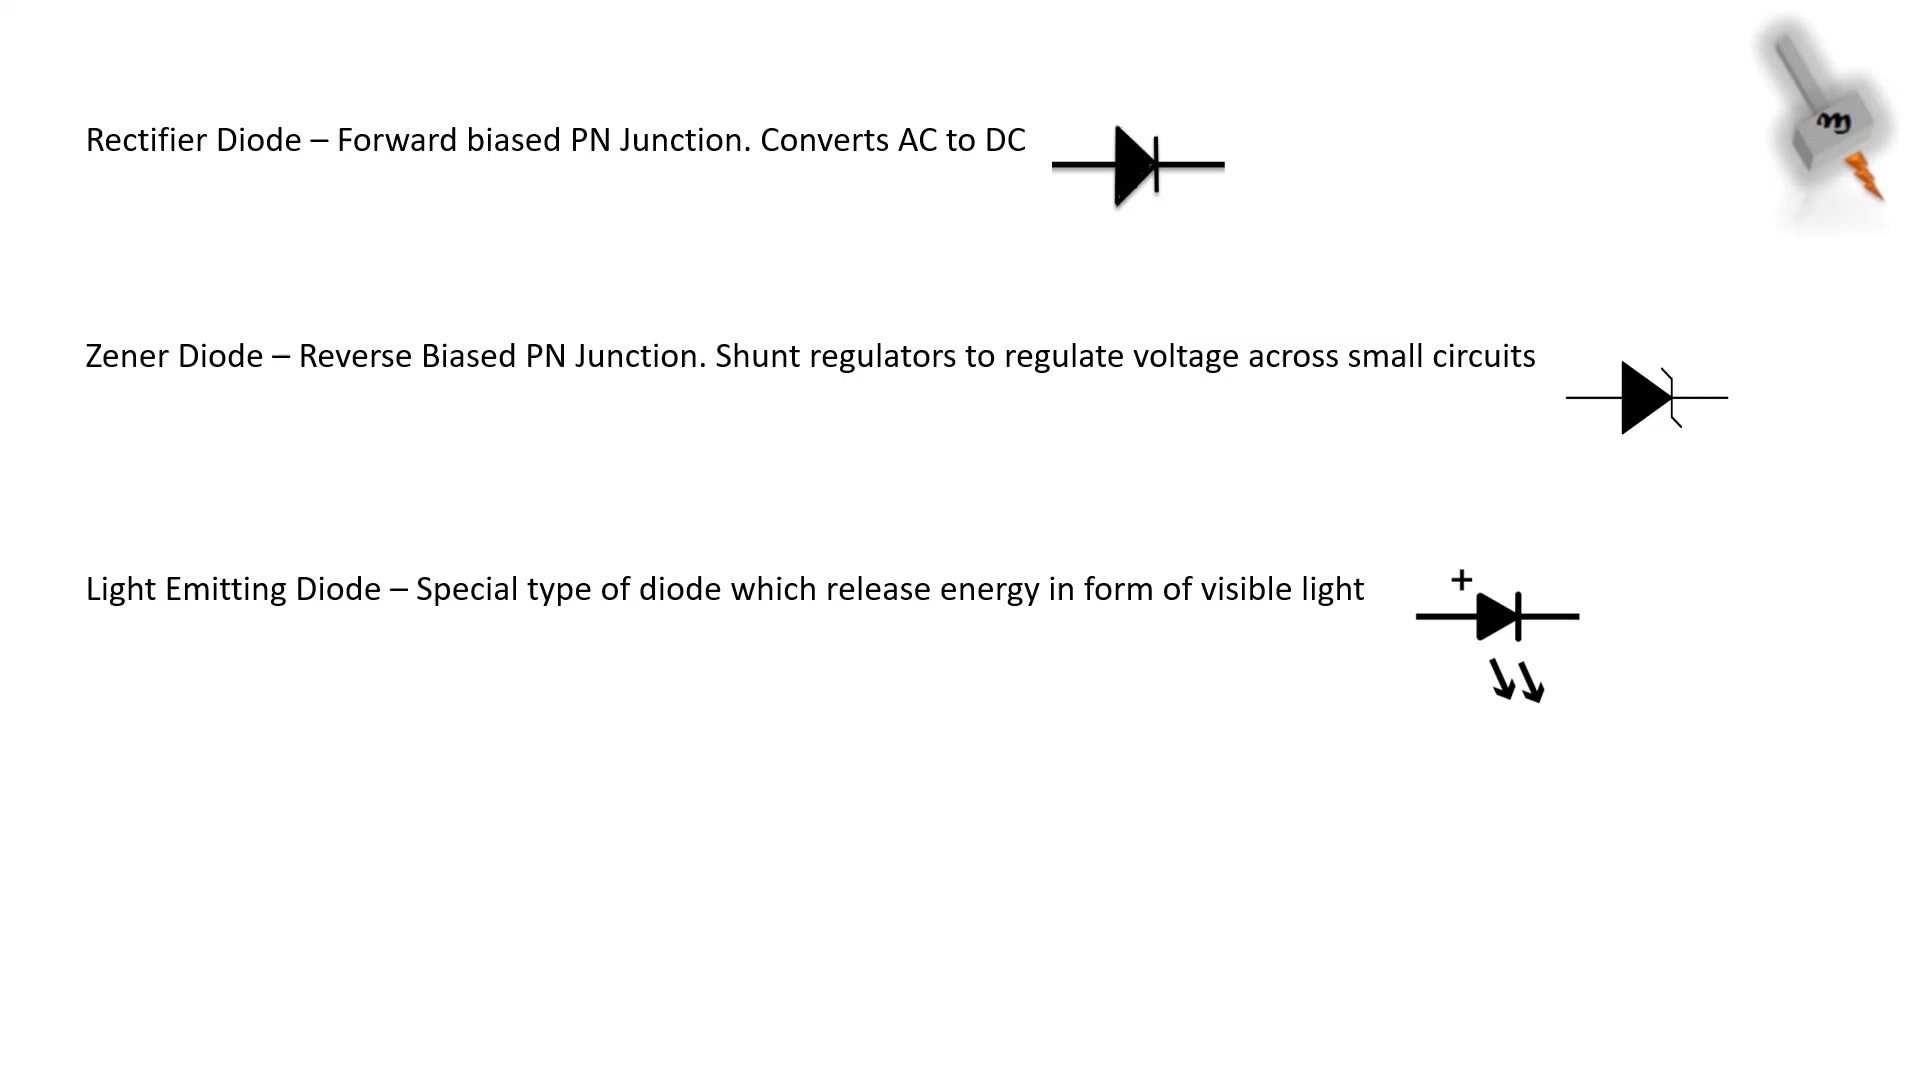 Rectifier Diode – Forward biased PN Junction. Converts AC to DC
Zener Diode – Reverse Biased PN Junction. Shunt regulators to regulate voltage across small circuits
Light Emitting Diode – Special type of diode which release energy in form of visible light
+